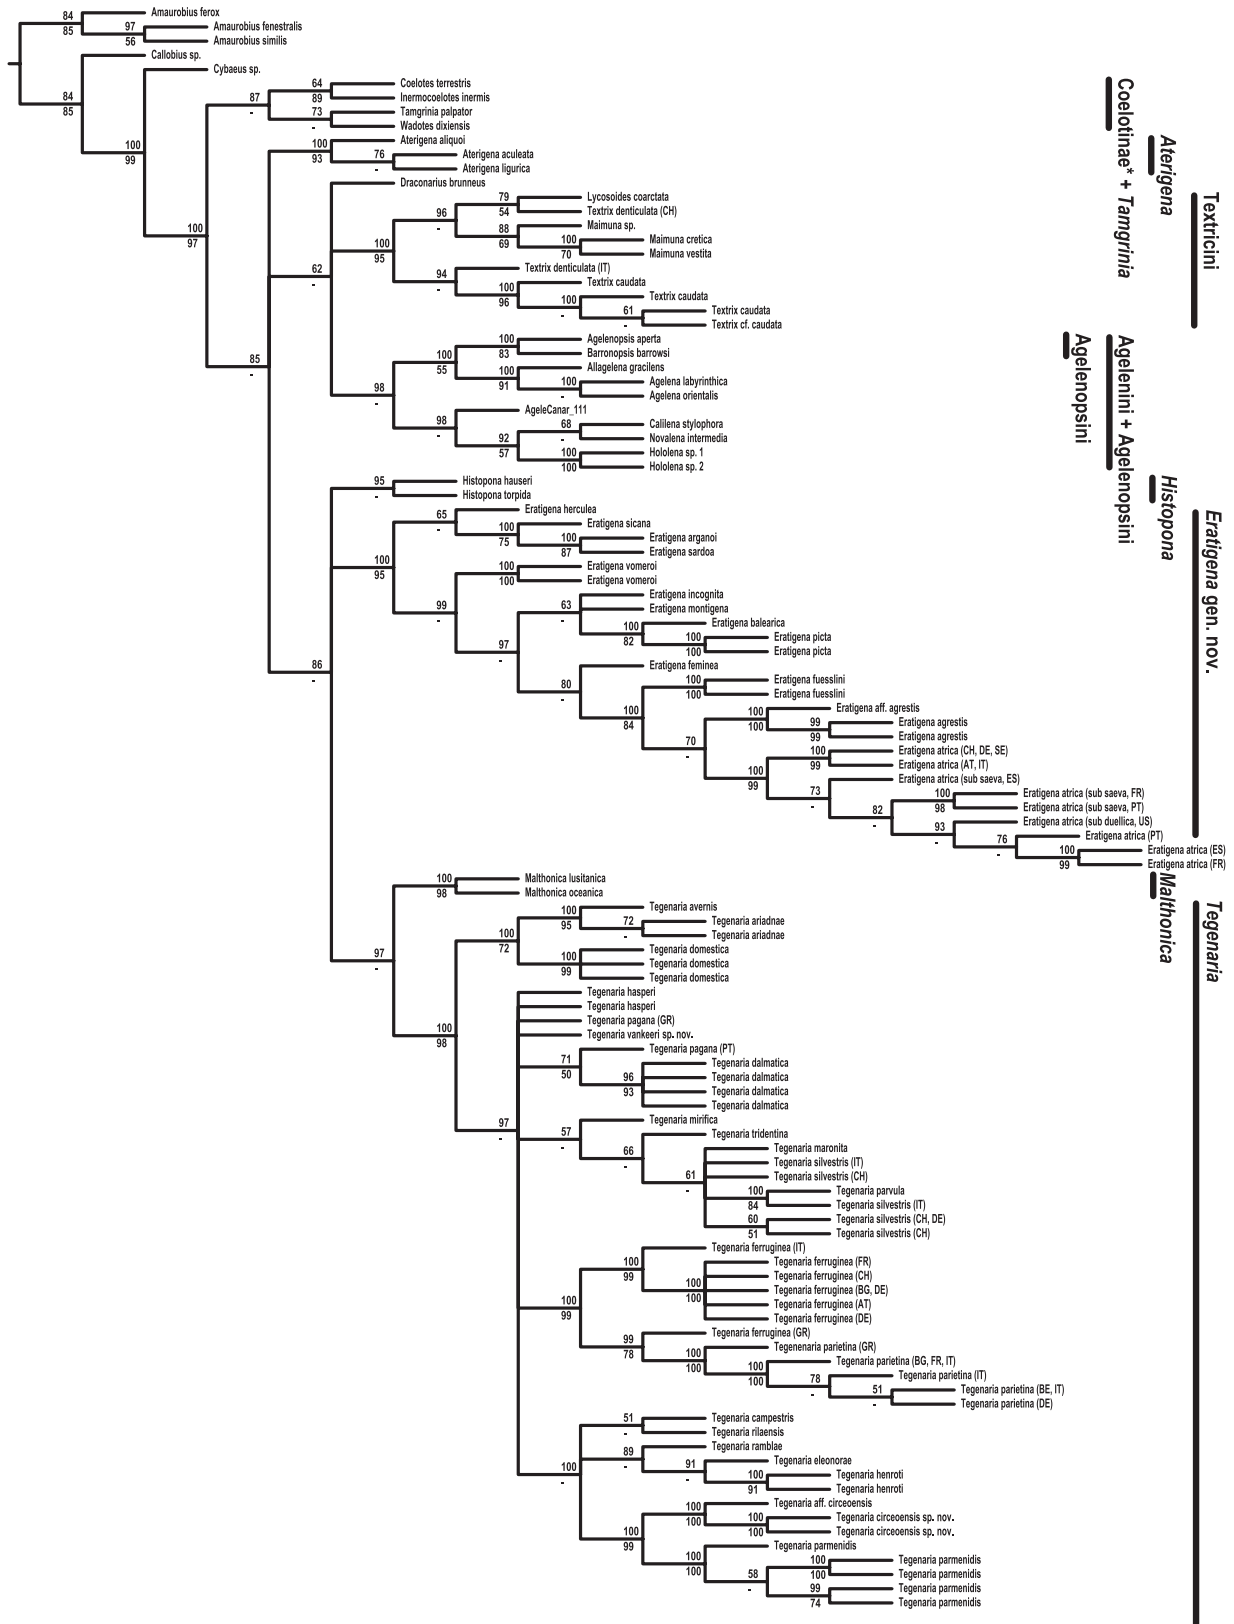 Amaurobius ferox
84
85
Amaurobius fenestralis
97
56
Amaurobius similis
Callobius sp.
Cybaeus sp.
84
85
100
99
100
97
87
-
Coelotes terrestris
64
89
Inermocoelotes inermis
Tamgrinia palpator
73
-
Wadotes dixiensis
Aterigena aliquoi
100
93
Aterigena aculeata
76
-
Aterigena ligurica
Draconarius brunneus
85
-
62
-
Lycosoides coarctata
79
54
Textrix denticulata (CH)
96
-
Maimuna sp.
88
69
Maimuna cretica
100
70
Maimuna vestita
100
95
Textrix denticulata (IT)
94
-
Textrix caudata
100
96
Textrix caudata
100
-
Textrix caudata
61
-
Textrix cf. caudata
Agelenopsis aperta
100
83
Barronopsis barrowsi
100
55
Allagelena gracilens
100
91
Agelena labyrinthica
100
-
Agelena orientalis
98
-
AgeleCanar_111
98
-
Calilena stylophora
68
-
Novalena intermedia
92
57
Hololena sp. 1
100
100
Hololena sp. 2
86
-
Histopona hauseri
95
-
Histopona torpida
Eratigena herculea
65
-
Eratigena sicana
100
75
Eratigena arganoi
100
87
Eratigena sardoa
100
95
Eratigena vomeroi
100
100
Eratigena vomeroi
99
-
Eratigena incognita
63
-
Eratigena montigena
Eratigena balearica
100
82
Eratigena picta
100
100
Eratigena picta
97
-
Eratigena feminea
80
-
Eratigena fuesslini
100
100
Eratigena fuesslini
100
84
Eratigena aff. agrestis
100
100
Eratigena agrestis
99
99
Eratigena agrestis
70
-
Eratigena atrica (CH, DE, SE)
100
99
Eratigena atrica (AT, IT)
100
99
Eratigena atrica (sub saeva, ES)
73
-
Eratigena atrica (sub saeva, FR)
100
98
Eratigena atrica (sub saeva, PT)
82
-
Eratigena atrica (sub duellica, US)
93
-
Eratigena atrica (PT)
76
-
Eratigena atrica (ES)
100
99
Eratigena atrica (FR)
Malthonica lusitanica
100
98
Malthonica oceanica
97
-
Tegenaria avernis
100
95
Tegenaria ariadnae
72
-
Tegenaria ariadnae
100
72
Tegenaria domestica
100
99
Tegenaria domestica
Tegenaria domestica
100
98
Tegenaria hasperi
Tegenaria hasperi
Tegenaria pagana (GR)
Tegenaria vankeeri sp. nov.
Tegenaria pagana (PT)
71
50
Tegenaria dalmatica
96
93
Tegenaria dalmatica
Tegenaria dalmatica
Tegenaria dalmatica
97
-
Tegenaria mirifica
57
-
Tegenaria tridentina
66
-
Tegenaria maronita
Tegenaria silvestris (IT)
Tegenaria silvestris (CH)
61
-
Tegenaria parvula
100
84
Tegenaria silvestris (IT)
Tegenaria silvestris (CH, DE)
60
51
Tegenaria silvestris (CH)
Tegenaria ferruginea (IT)
100
99
Tegenaria ferruginea (FR)
Tegenaria ferruginea (CH)
100
100
Tegenaria ferruginea (BG, DE)
Tegenaria ferruginea (AT)
Tegenaria ferruginea (DE)
100
99
Tegenaria ferruginea (GR)
99
78
Tegenenaria parietina (GR)
100
100
Tegenaria parietina (BG, FR, IT)
100
100
Tegenaria parietina (IT)
78
-
Tegenaria parietina (BE, IT)
51
-
Tegenaria parietina (DE)
Tegenaria campestris
51
-
Tegenaria rilaensis
Tegenaria ramblae
89
-
Tegenaria eleonorae
91
-
Tegenaria henroti
100
91
Tegenaria henroti
100
-
Tegenaria aff. circeoensis
100
100
Tegenaria circeoensis sp. nov.
100
100
Tegenaria circeoensis sp. nov.
100
99
Tegenaria parmenidis
100
100
Tegenaria parmenidis
100
100
Tegenaria parmenidis
58
-
Tegenaria parmenidis
99
74
Tegenaria parmenidis
Coelotinae* + Tamgrinia
Aterigena
Textricini
Agelenopsini
Agelenini + Agelenopsini
Histopona
Eratigena gen. nov.
Malthonica
Tegenaria